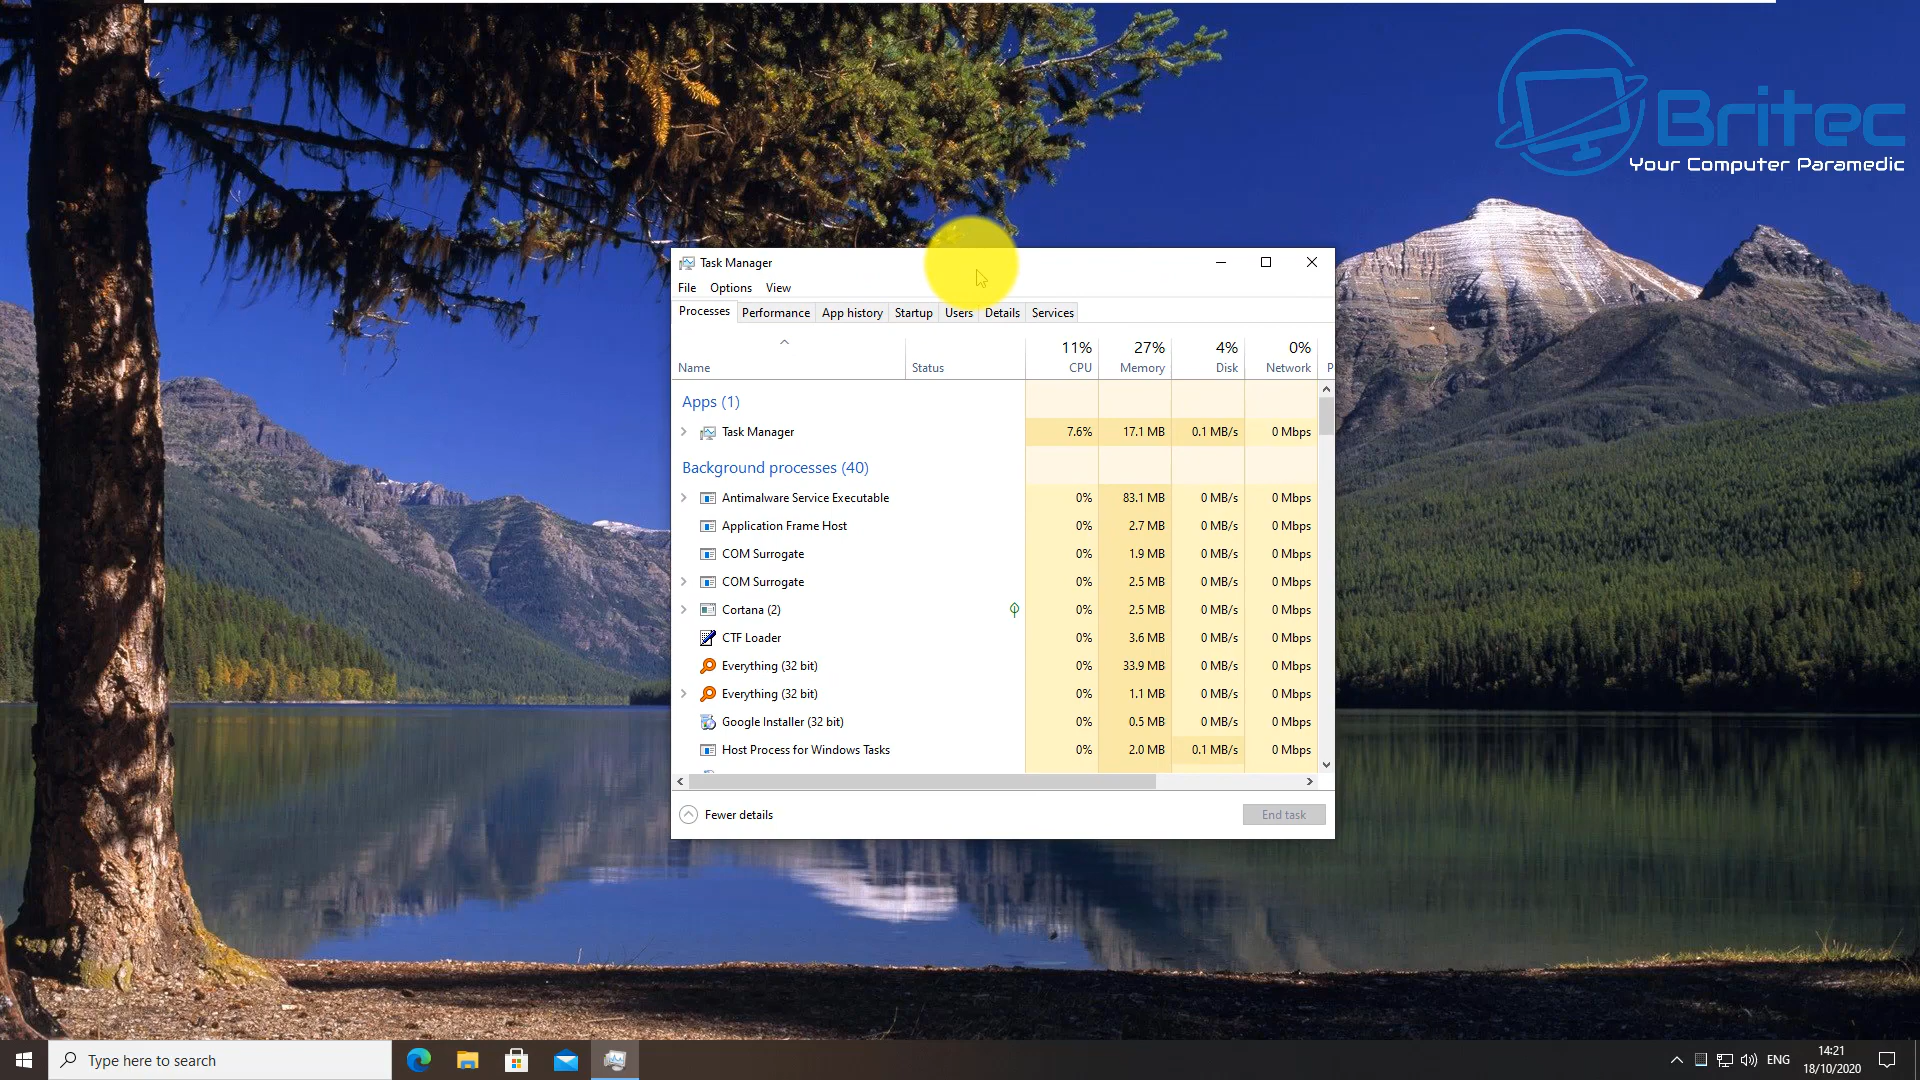 Britec
Your Computer Paramedic
Task Manager
File Options View
Processes Performance App history Startup Users Details Services
11% 27% 4% 0%
Name Status CPU Memory Disk Network P
Apps (1)
Task Manager 7.6% 17.1 MB 0.1 MB/s 0 Mbps
Background processes (40)
Antimalware Service Executable 0% 83.1 MB 0 MB/s 0 Mbps
Application Frame Host 0% 2.7 MB 0 MB/s 0 Mbps
COM Surrogate 0% 1.9 MB 0 MB/s 0 Mbps
COM Surrogate 0% 2.5 MB 0 MB/s 0 Mbps
Cortana (2) 0% 2.5 MB 0 MB/s 0 Mbps
CTF Loader 0% 3.6 MB 0 MB/s 0 Mbps
Everything (32 bit) 0% 33.9 MB 0 MB/s 0 Mbps
Everything (32 bit) 0% 1.1 MB 0 MB/s 0 Mbps
Google Installer (32 bit) 0% 0.5 MB 0 MB/s 0 Mbps
Host Process for Windows Tasks 0% 2.0 MB 0.1 MB/s 0 Mbps
Fewer details End task
Type here to search
ENG
14:21
18/10/2020